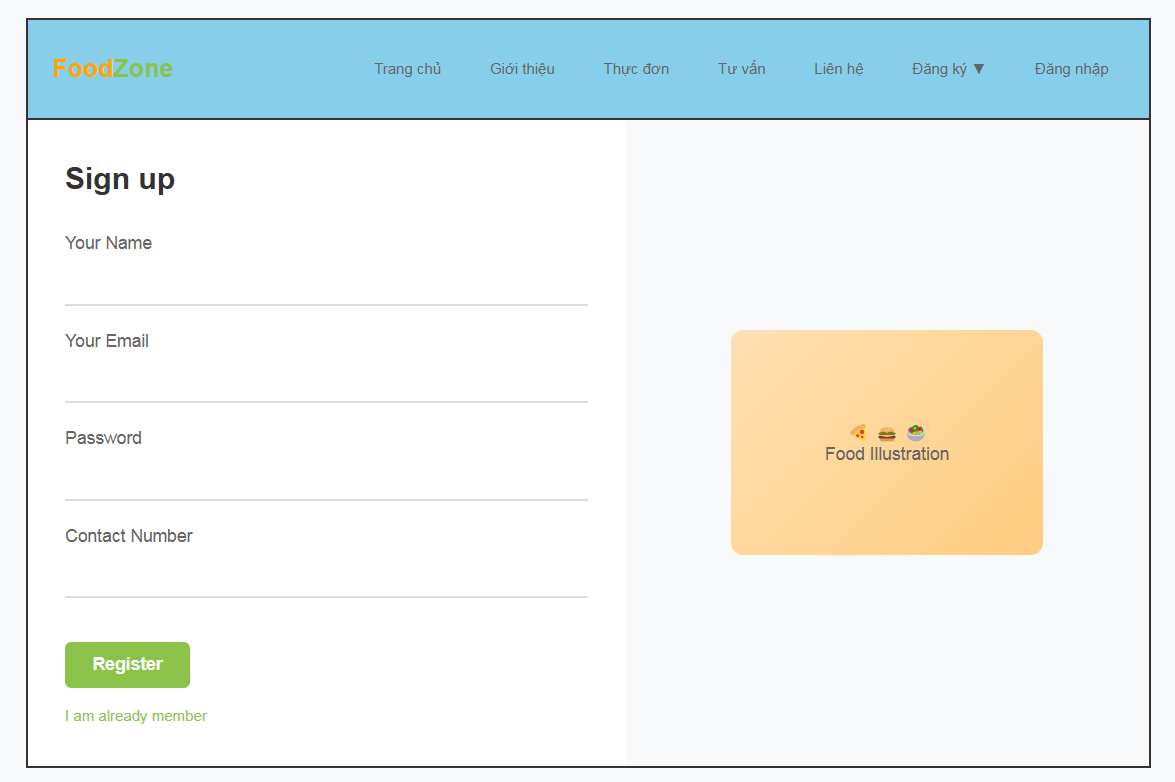 FoodZone Trang chủ Giới thiệu Thực đơn Tư vấn Liên hệ Đăng ký ▼ Đăng nhập
Sign up
Your Name
Your Email
Password
Contact Number
Register
I am already member
🍕 🍔 🥗
Food Illustration